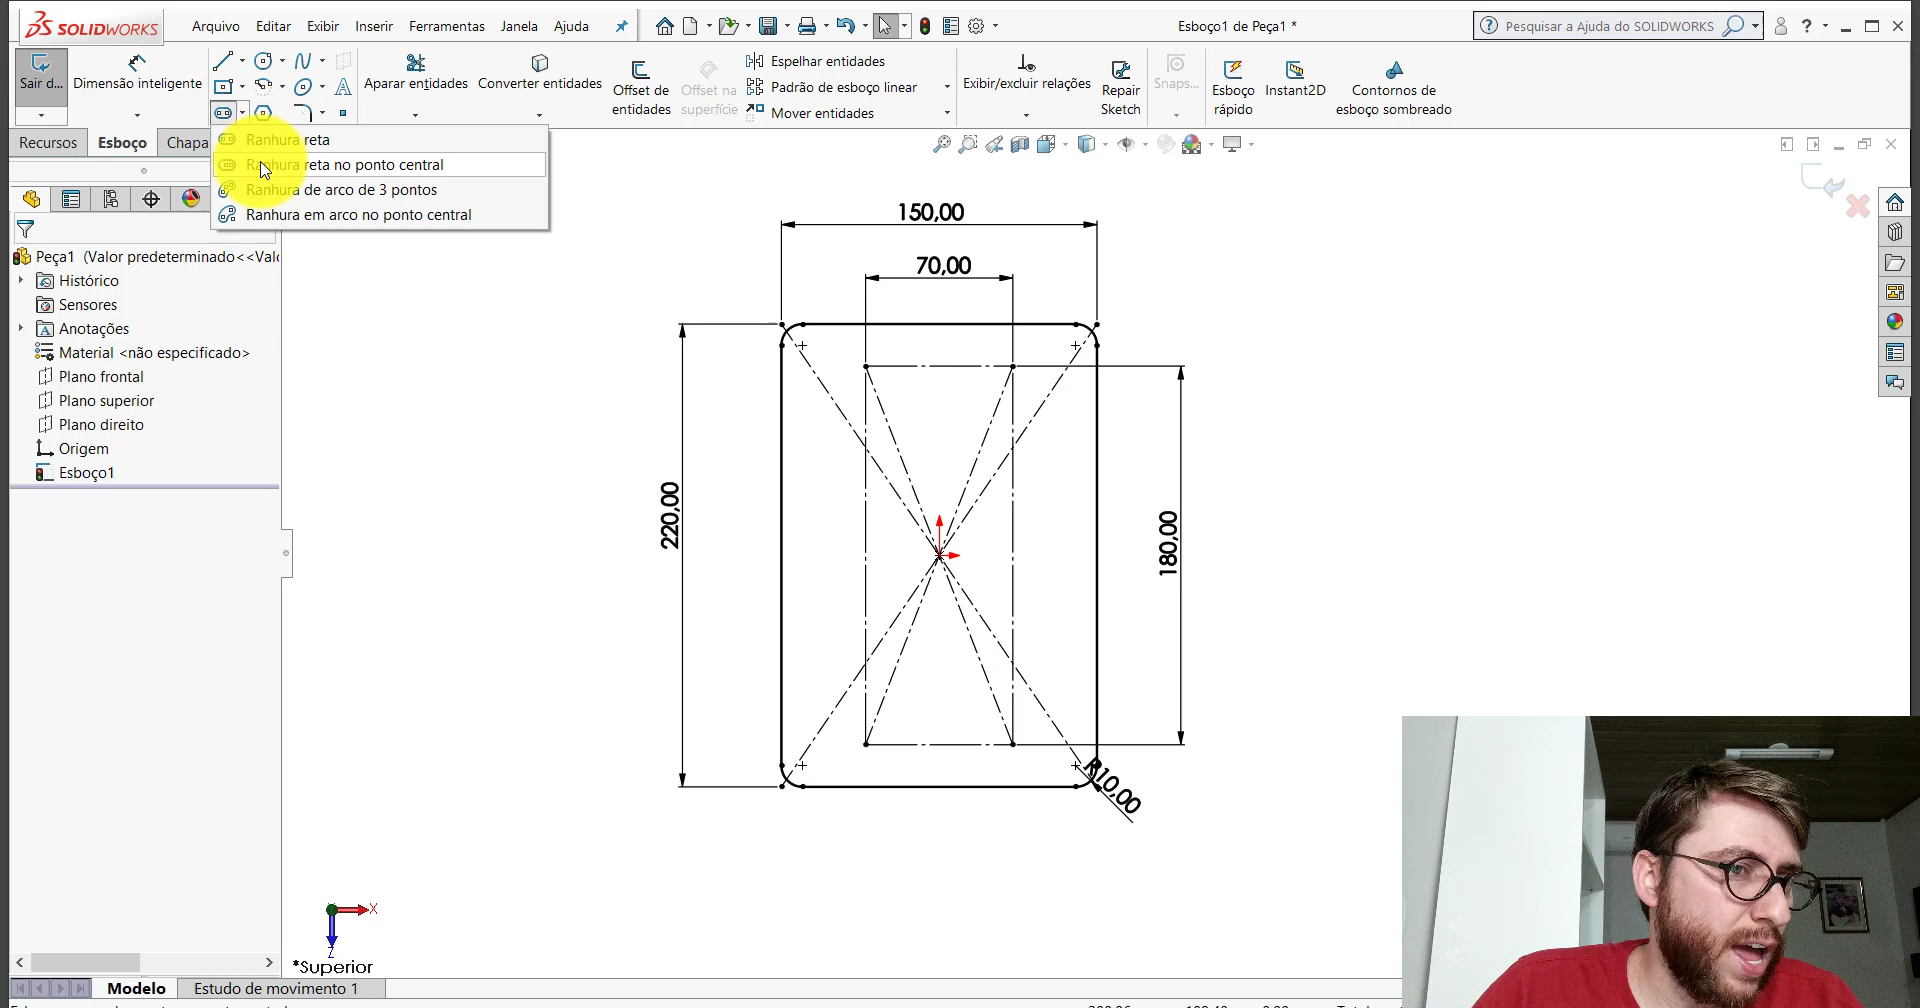 SOLIDWORKS
Arquivo Editar Exibir Inserir Ferramentas Janela Ajuda
Esboço1 de Peça1 *
Pesquisar a Ajuda do SOLIDWORKS
Sair d...
Dimensão inteligente
Aparar entidades
Converter entidades
Offset de entidades
Offset na superfície
Espelhar entidades
Padrão de esboço linear
Mover entidades
Exibir/excluir relações
Repair Sketch
Snaps...
Esboço rápido
Instant2D
Contornos de esboço sombreado
Recursos Esboço Chapa
Ranhura reta
Ranhura reta no ponto central
Ranhura de arco de 3 pontos
Ranhura em arco no ponto central
Peça1 (Valor predeterminado<<Val
Histórico
Sensores
Anotações
Material <não especificado>
Plano frontal
Plano superior
Plano direito
Origem
Esboço1
150,00
70,00
220,00
180,00
R10,00
X
Z
*Superior
Modelo Estudo de movimento 1